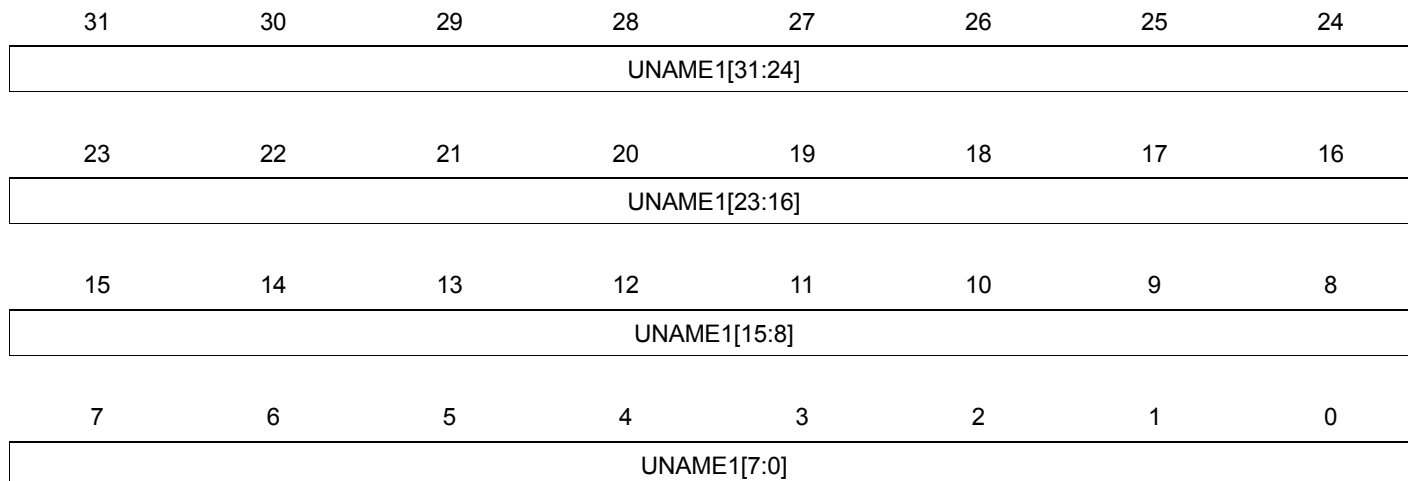 31 30 29 28 27 26 25 24
UNAME1[31:24]
23 22 21 20 19 18 17 16
UNAME1[23:16]
15 14 13 12 11 10 9 8
UNAME1[15:8]
7 6 5 4 3 2 1 0
UNAME1[7:0]